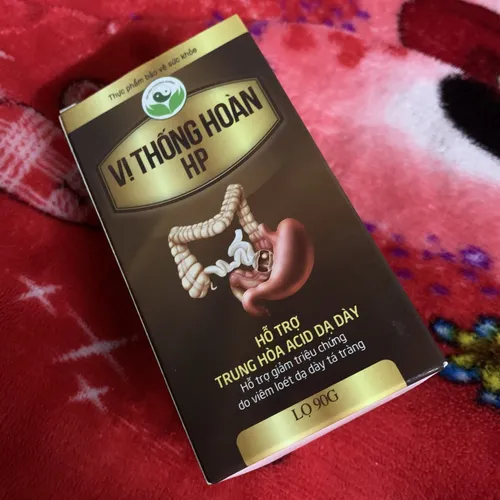 Thực phẩm bảo vệ sức khỏe
VỊ THỐNG HOÀN
HP
HỖ TRỢ
TRUNG HÒA ACID DẠ DÀY
Hỗ trợ giảm triệu chứng
do viêm loét dạ dày tá tràng
LỌ 90G